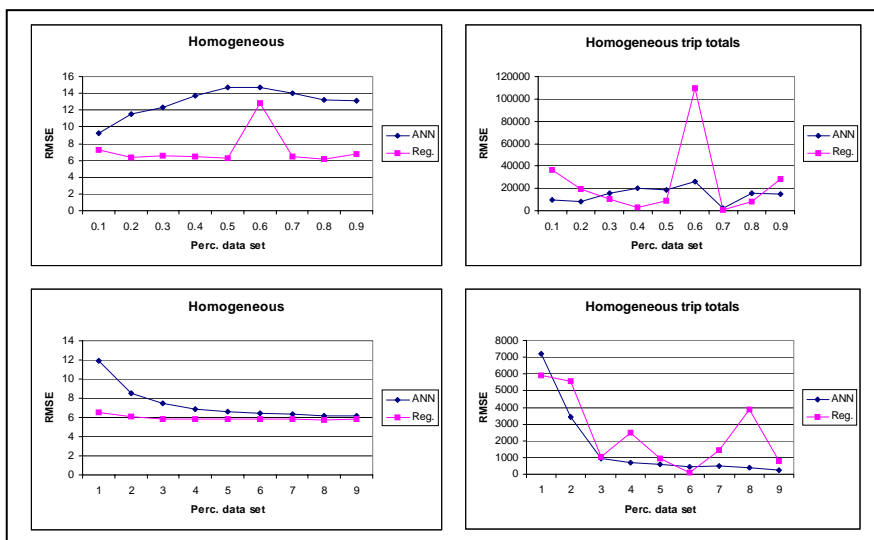 Homogeneous
16
14
12
10
8
6
4
2
0
RMSE
0.1 0.2 0.3 0.4 0.5 0.6 0.7 0.8 0.9
Perc. data set
ANN
Reg.
Homogeneous trip totals
120000
100000
80000
60000
40000
20000
0
RMSE
0.1 0.2 0.3 0.4 0.5 0.6 0.7 0.8 0.9
Perc. data set
ANN
Reg.
Homogeneous
14
12
10
8
6
4
2
0
RMSE
1 2 3 4 5 6 7 8 9
Perc. data set
ANN
Reg.
Homogeneous trip totals
8000
7000
6000
5000
4000
3000
2000
1000
0
RMSE
1 2 3 4 5 6 7 8 9
Perc. data set
ANN
Reg.